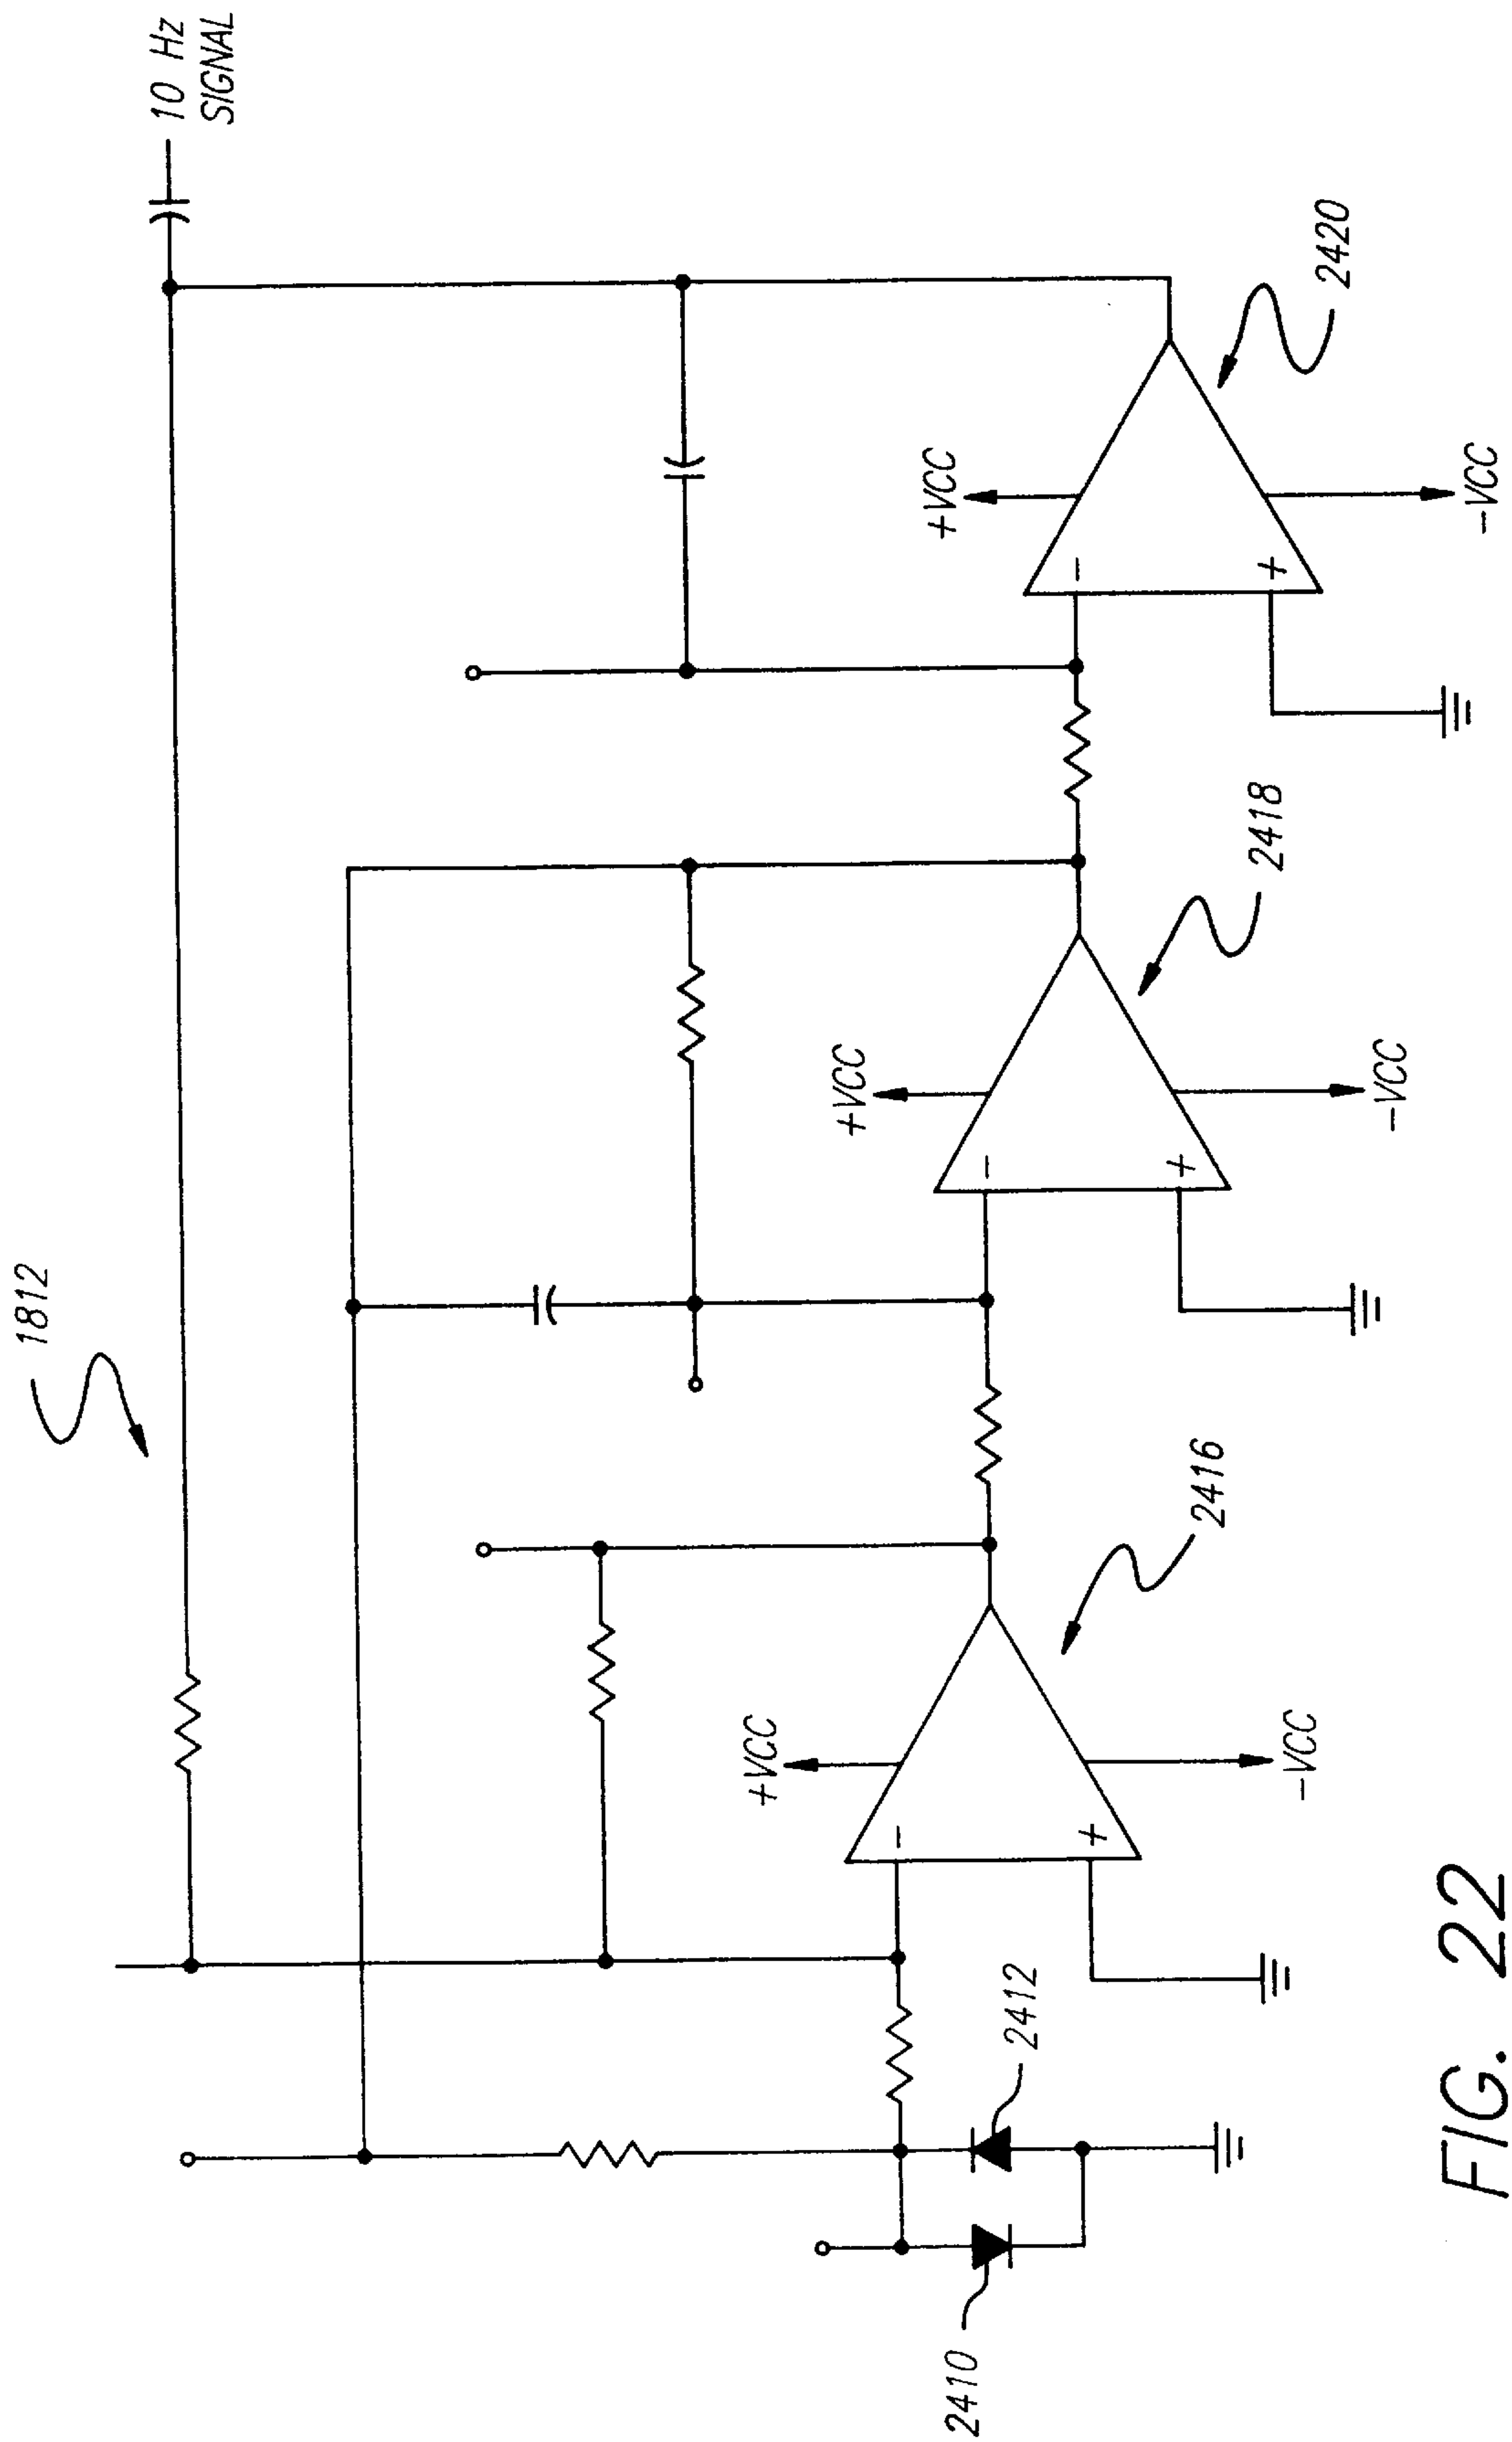 1812
10 Hz
SIGNAL
+VCC
−
+
−VCC
2420
+VCC
−
+
−VCC
2418
+VCC
−
+
−VCC
2416
2412
2410
FIG. 22